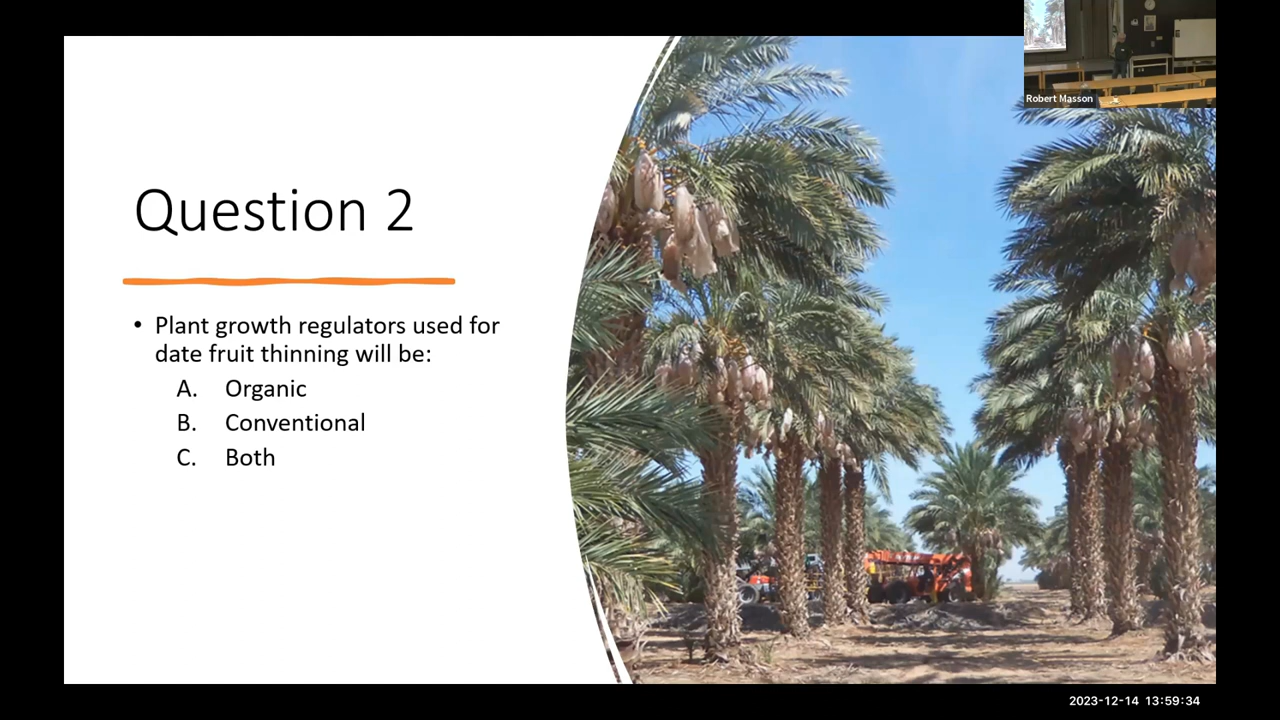 Robert Masson
Question 2
• Plant growth regulators used for
date fruit thinning will be:
A. Organic
B. Conventional
C. Both
2023-12-14 13:59:34